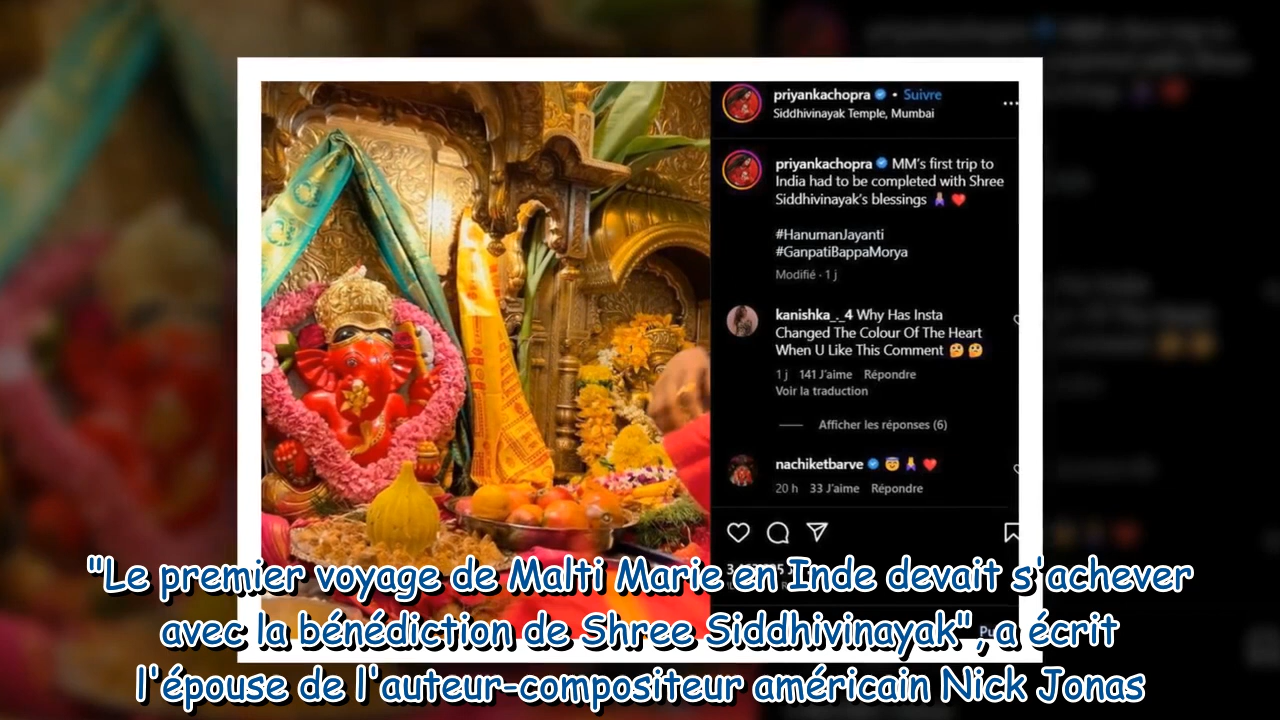 priyankachopra • Suivre
Siddhivinayak Temple, Mumbai
priyankachopra MM's first trip to
India had to be completed with Shree
Siddhivinayak's blessings 🙏🏼 ❤️
#HanumanJayanti
#GanpatiBappaMorya
Modifié · 1 j
kanishka_._4 Why Has Insta
Changed The Colour Of The Heart
When U Like This Comment 🤔 🤔
1 j 141 J'aime Répondre
Voir la traduction
Afficher les réponses (6)
nachiketbarve 😇 🙏 ❤️
20 h 33 J'aime Répondre
"Le premier voyage de Malti Marie en Inde devait s'achever
avec la bénédiction de Shree Siddhivinayak", a écrit
l'épouse de l'auteur-compositeur américain Nick Jonas